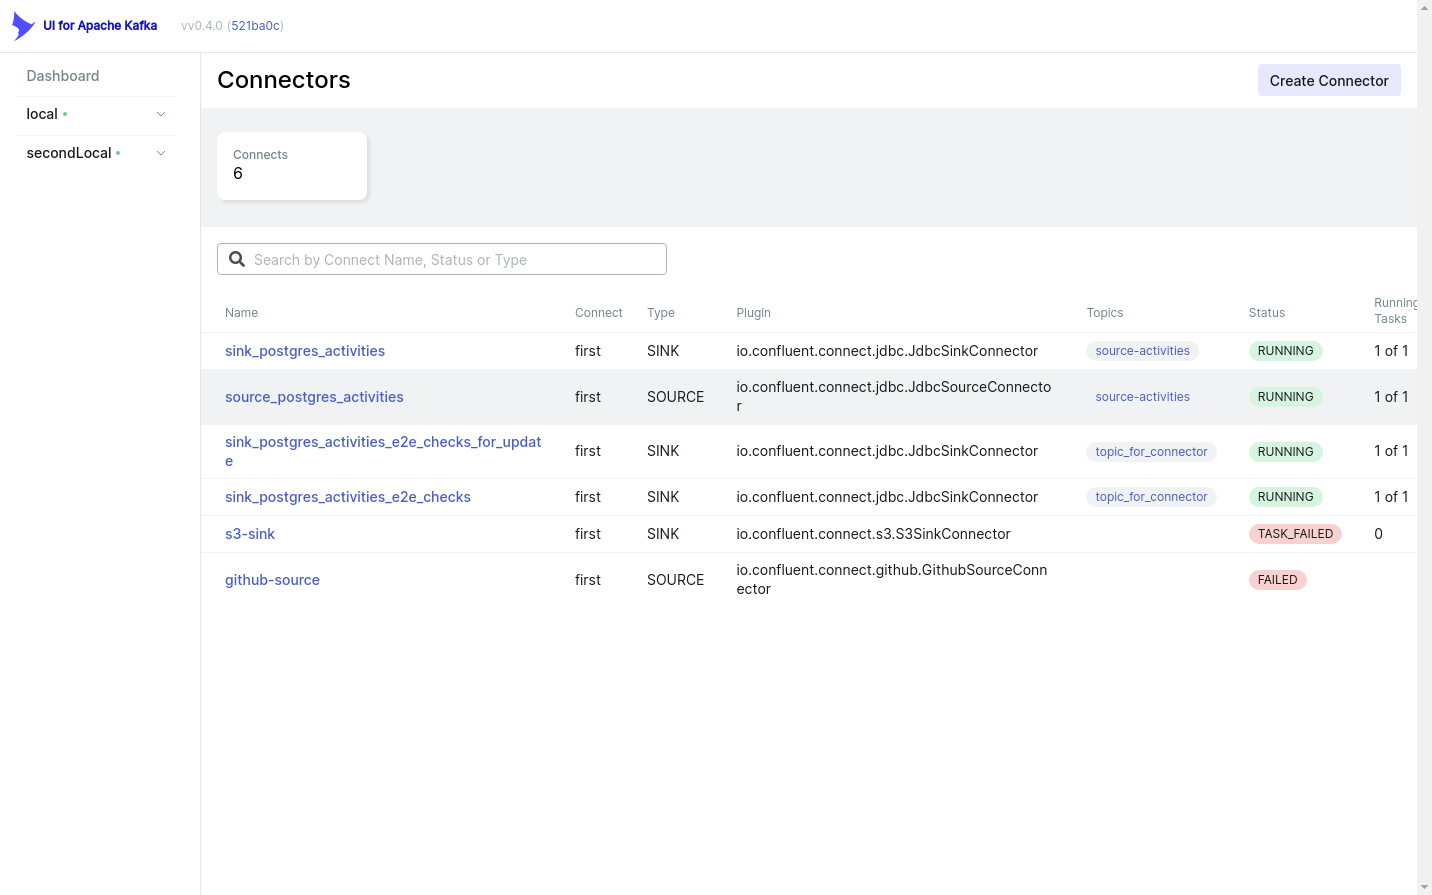 UI for Apache Kafka vv0.4.0 (521ba0c)
Dashboard
local
secondLocal
Connectors
Create Connector
Connects
6
Search by Connect Name, Status or Type
Name Connect Type Plugin Topics Status Running
Tasks
sink_postgres_activities first SINK io.confluent.connect.jdbc.JdbcSinkConnector source-activities RUNNING 1 of 1
source_postgres_activities first SOURCE io.confluent.connect.jdbc.JdbcSourceConnecto source-activities RUNNING 1 of 1
r
sink_postgres_activities_e2e_checks_for_updat first SINK io.confluent.connect.jdbc.JdbcSinkConnector topic_for_connector RUNNING 1 of 1
e
sink_postgres_activities_e2e_checks first SINK io.confluent.connect.jdbc.JdbcSinkConnector topic_for_connector RUNNING 1 of 1
s3-sink first SINK io.confluent.connect.s3.S3SinkConnector TASK_FAILED 0
github-source first SOURCE io.confluent.connect.github.GithubSourceConn FAILED
ector